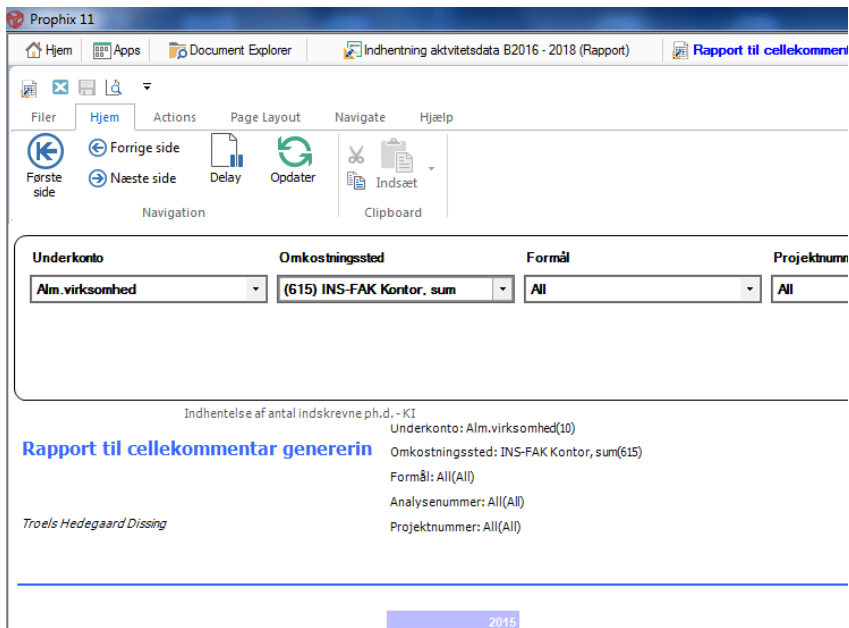 Prophix 11
Hjem Apps Document Explorer Indhentning aktvitetsdata B2016 - 2018 (Rapport) Rapport til cellekomment
Filer Hjem Actions Page Layout Navigate Hjælp
Første side
Forrige side
Næste side
Delay
Opdater
Indsæt
Navigation Clipboard
Underkonto Omkostningssted Formål Projektnumm
Alm.virksomhed (615) INS-FAK Kontor, sum All All
Indhentelse af antal indskrevne ph.d. - KI
Underkonto: Alm.virksomhed(10)
Rapport til cellekommentar genererin
Omkostningssted: INS-FAK Kontor, sum(615)
Formål: All(All)
Analysenummer: All(All)
Troels Hedegaard Dissing
Projektnummer: All(All)
2015